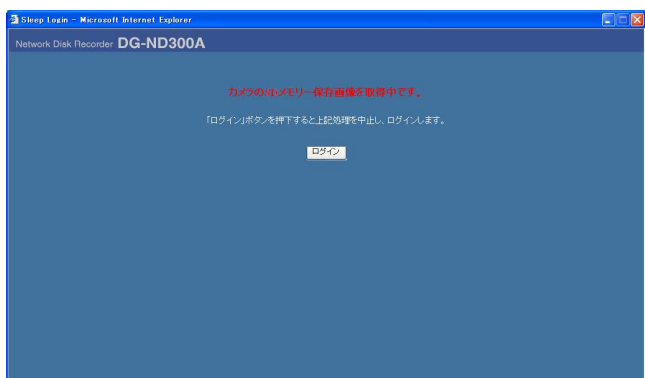 Sleep Login - Microsoft Internet Explorer
Network Disk Recorder DG-ND300A
カメラの/小メモリー保存画像を取得中です。
「ログイン」ボタンを押下すると上記処理を中止し、ログインします。
ログイン